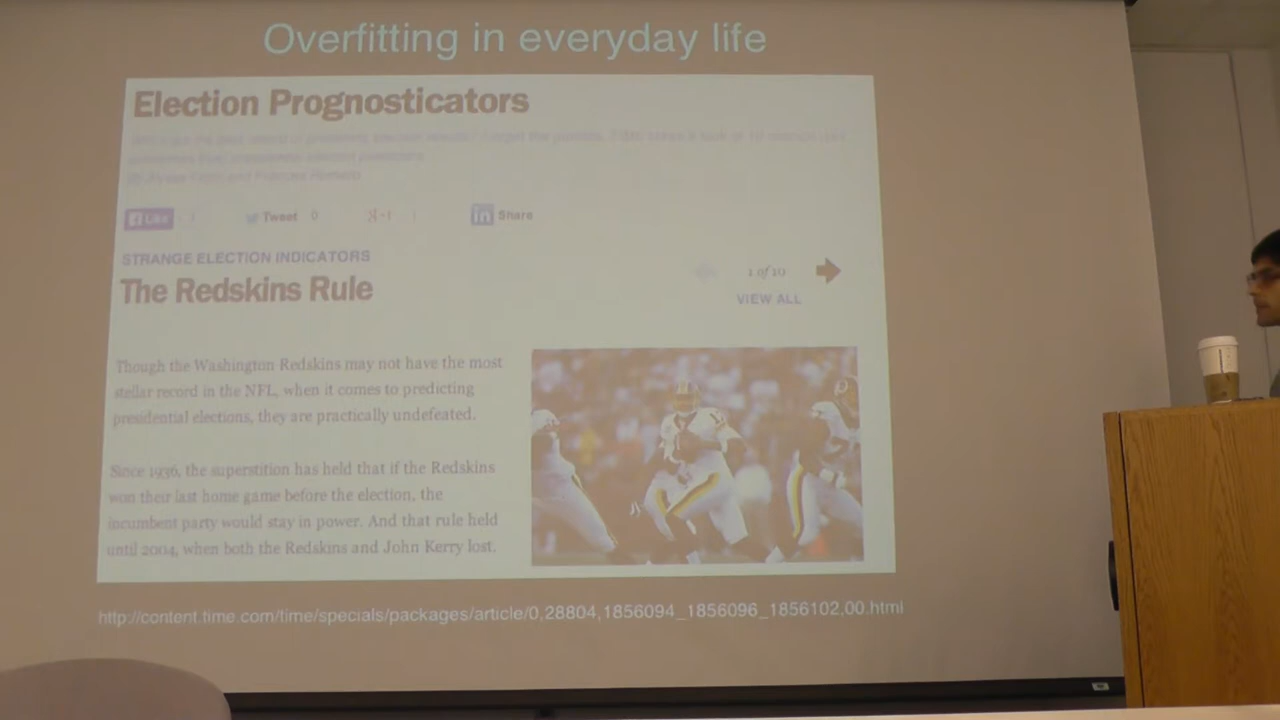 Overfitting in everyday life
Election Prognosticators
Like
Tweet 0
Share
STRANGE ELECTION INDICATORS
The Redskins Rule
1 of 10
VIEW ALL
Though the Washington Redskins may not have the most
stellar record in the NFL, when it comes to predicting
presidential elections, they are practically undefeated.
Since 1936, the superstition has held that if the Redskins
won their last home game before the election, the
incumbent party would stay in power. And that rule held
until 2004, when both the Redskins and John Kerry lost.
http://content.time.com/time/specials/packages/article/0,28804,1856094_1856096_1856102,00.html